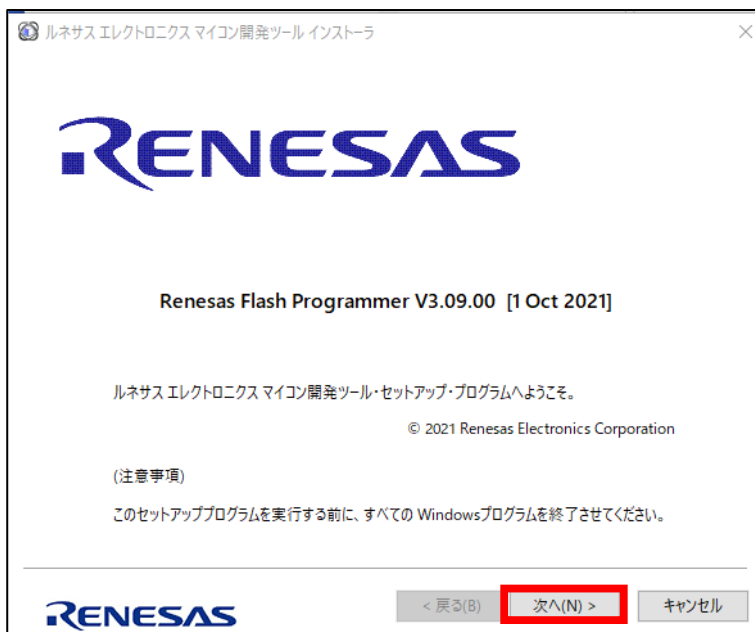 ルネサス エレクトロニクス マイコン開発ツール インストーラ
RENESAS
Renesas Flash Programmer V3.09.00 [1 Oct 2021]
ルネサス エレクトロニクス マイコン開発ツール・セットアップ・プログラムへようこそ。
© 2021 Renesas Electronics Corporation
(注意事項)
このセットアッププログラムを実行する前に、すべての Windowsプログラムを終了させてください。
RENESAS
< 戻る(B)
次へ(N) >
キャンセル